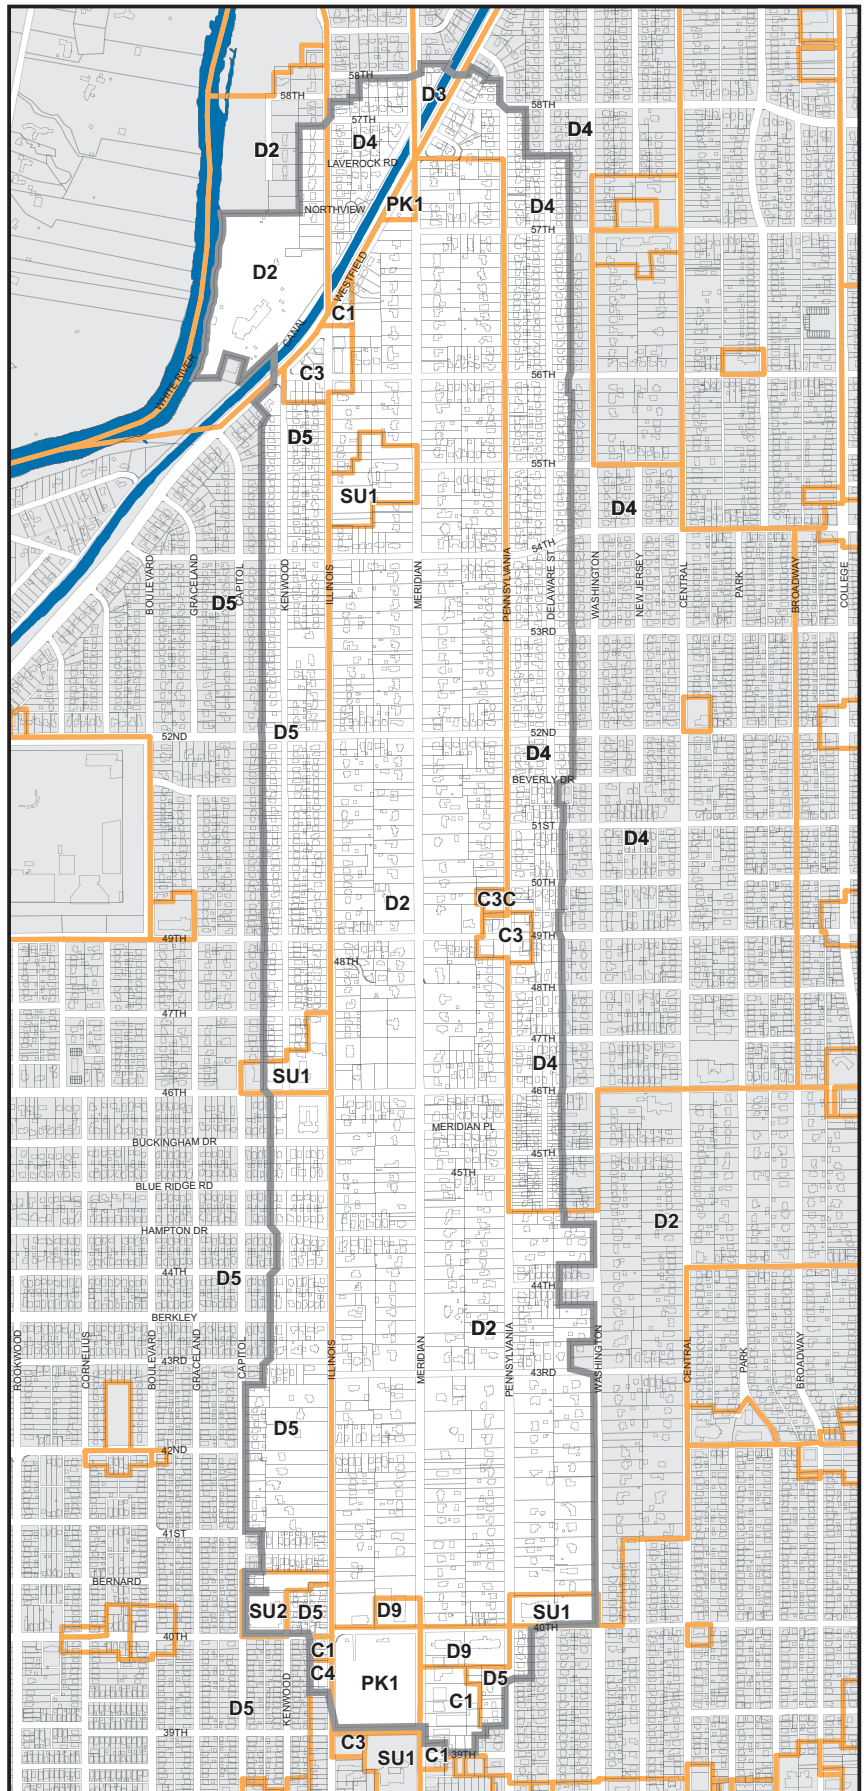 58TH
D3
58TH
58TH
57TH
D4
D4
D2
LAVEROCK RD
PK1
D4
NORTHVIEW
57TH
D2
WESTFIELD
C1
CANAL
C3
56TH
WHITE RIVER
D5
55TH
SU1
D4
54TH
BOULEVARD
GRACELAND
CAPITOL
KENWOOD
ILLINOIS
MERIDIAN
PENNSYLVANIA
DELAWARE ST
WASHINGTON
NEW JERSEY
CENTRAL
PARK
BROADWAY
COLLEGE
D5
53RD
52ND
D5
52ND
D4
BEVERLY DR
51ST
D4
50TH
D2
C3C
C3
49TH
49TH
48TH
48TH
47TH
47TH
D4
SU1
46TH
46TH
MERIDIAN PL
BUCKINGHAM DR
45TH
45TH
BLUE RIDGE RD
D2
HAMPTON DR
44TH
D5
44TH
BERKLEY
D2
ROOKWOOD
CORNELIUS
BOULEVARD
GRACELAND
CAPITOL
ILLINOIS
MERIDIAN
PENNSYLVANIA
WASHINGTON
CENTRAL
PARK
BROADWAY
43RD
43RD
D5
42ND
41ST
BERNARD
SU2
D5
D9
SU1
40TH
40TH
C1
D9
C4
PK1
D5
KENWOOD
D5
C1
39TH
C3
SU1
C1
39TH